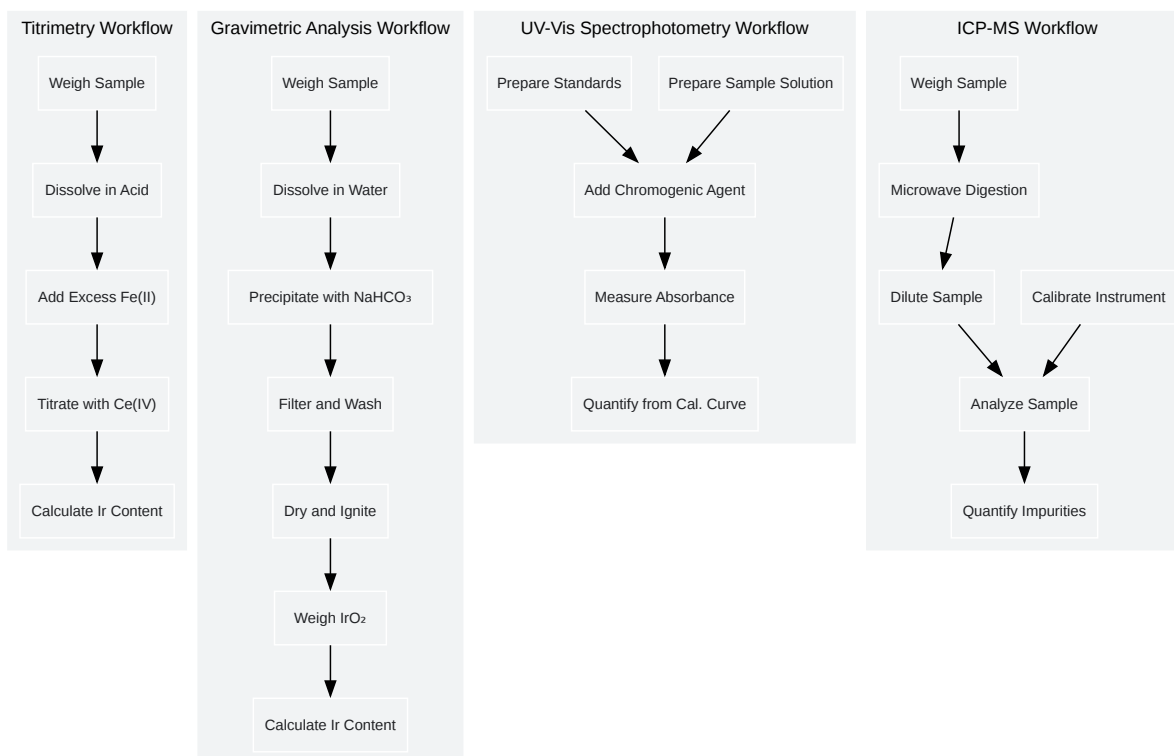 Titrimetry Workflow
Weigh Sample
Dissolve in Acid
Add Excess Fe(II)
Titrate with Ce(IV)
Calculate Ir Content
Gravimetric Analysis Workflow
Weigh Sample
Dissolve in Water
Precipitate with NaHCO₃
Filter and Wash
Dry and Ignite
Weigh IrO₂
Calculate Ir Content
UV-Vis Spectrophotometry Workflow
Prepare Standards
Prepare Sample Solution
Add Chromogenic Agent
Measure Absorbance
Quantify from Cal. Curve
ICP-MS Workflow
Weigh Sample
Microwave Digestion
Dilute Sample
Calibrate Instrument
Analyze Sample
Quantify Impurities